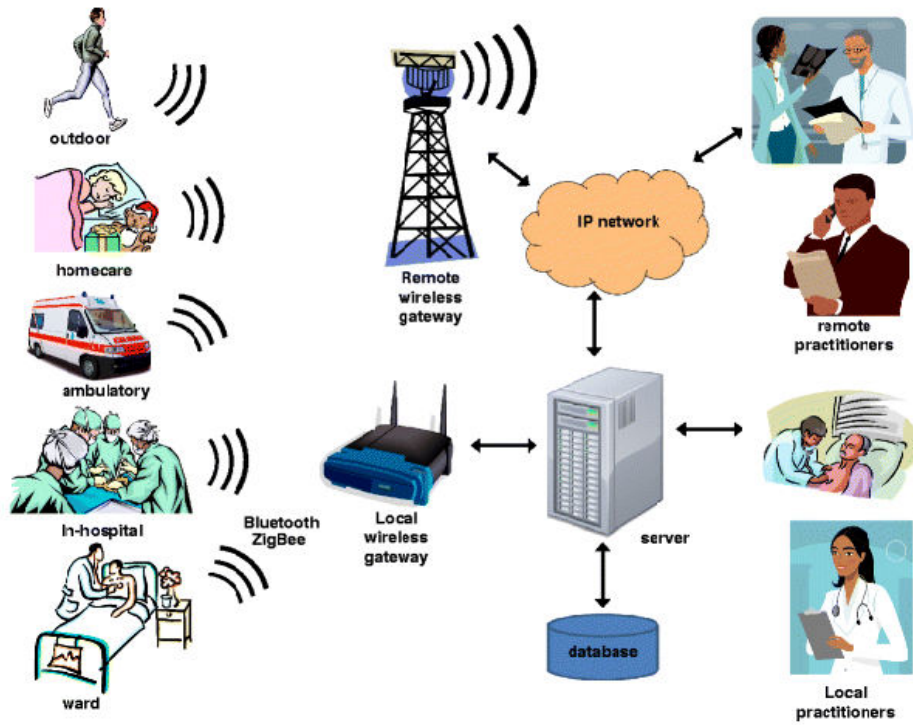 outdoor
homecare
ambulatory
In-hospital
ward
Bluetooth
ZigBee
Remote
wireless
gateway
Local
wireless
gateway
IP network
server
database
remote
practitioners
Local
practitioners